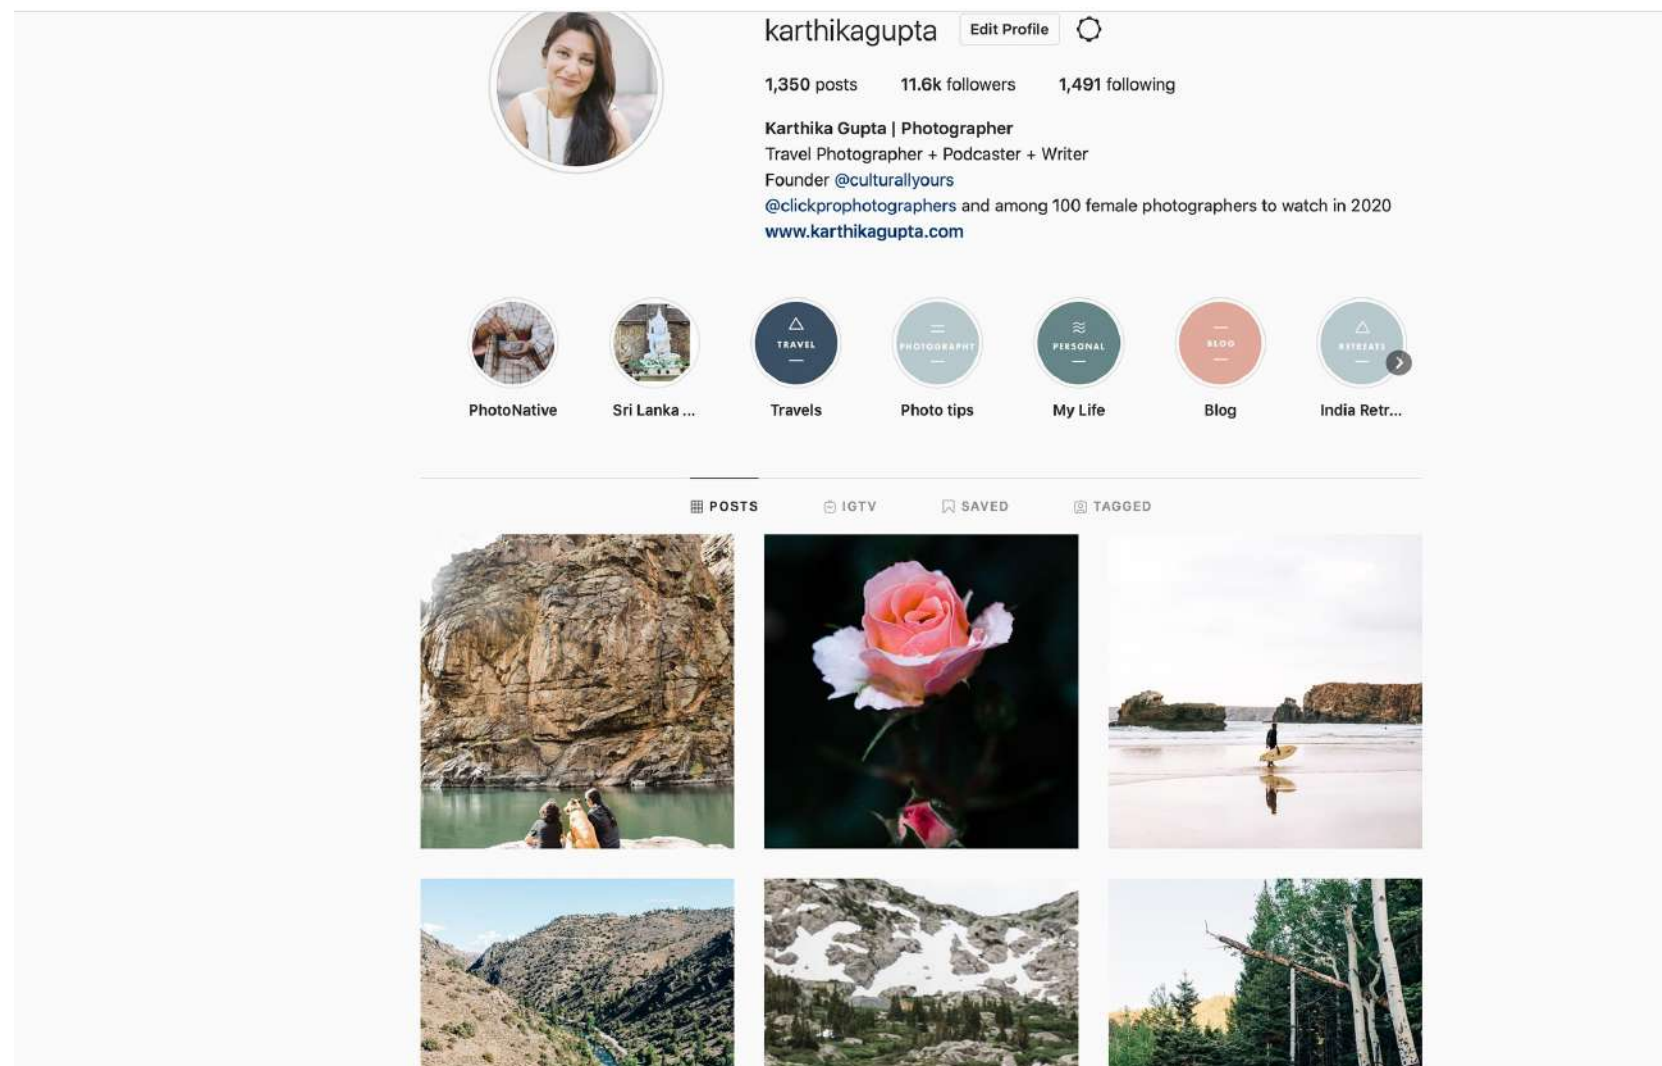 karthikagupta Edit Profile
1,350 posts 11.6k followers 1,491 following
Karthika Gupta | Photographer
Travel Photographer + Podcaster + Writer
Founder @culturallyours
@clickprophotographers and among 100 female photographers to watch in 2020
www.karthikagupta.com
TRAVEL PHOTOGRAPHY PERSONAL BLOG RETREATS
PhotoNative Sri Lanka ... Travels Photo tips My Life Blog India Retr...
POSTS IGTV SAVED TAGGED